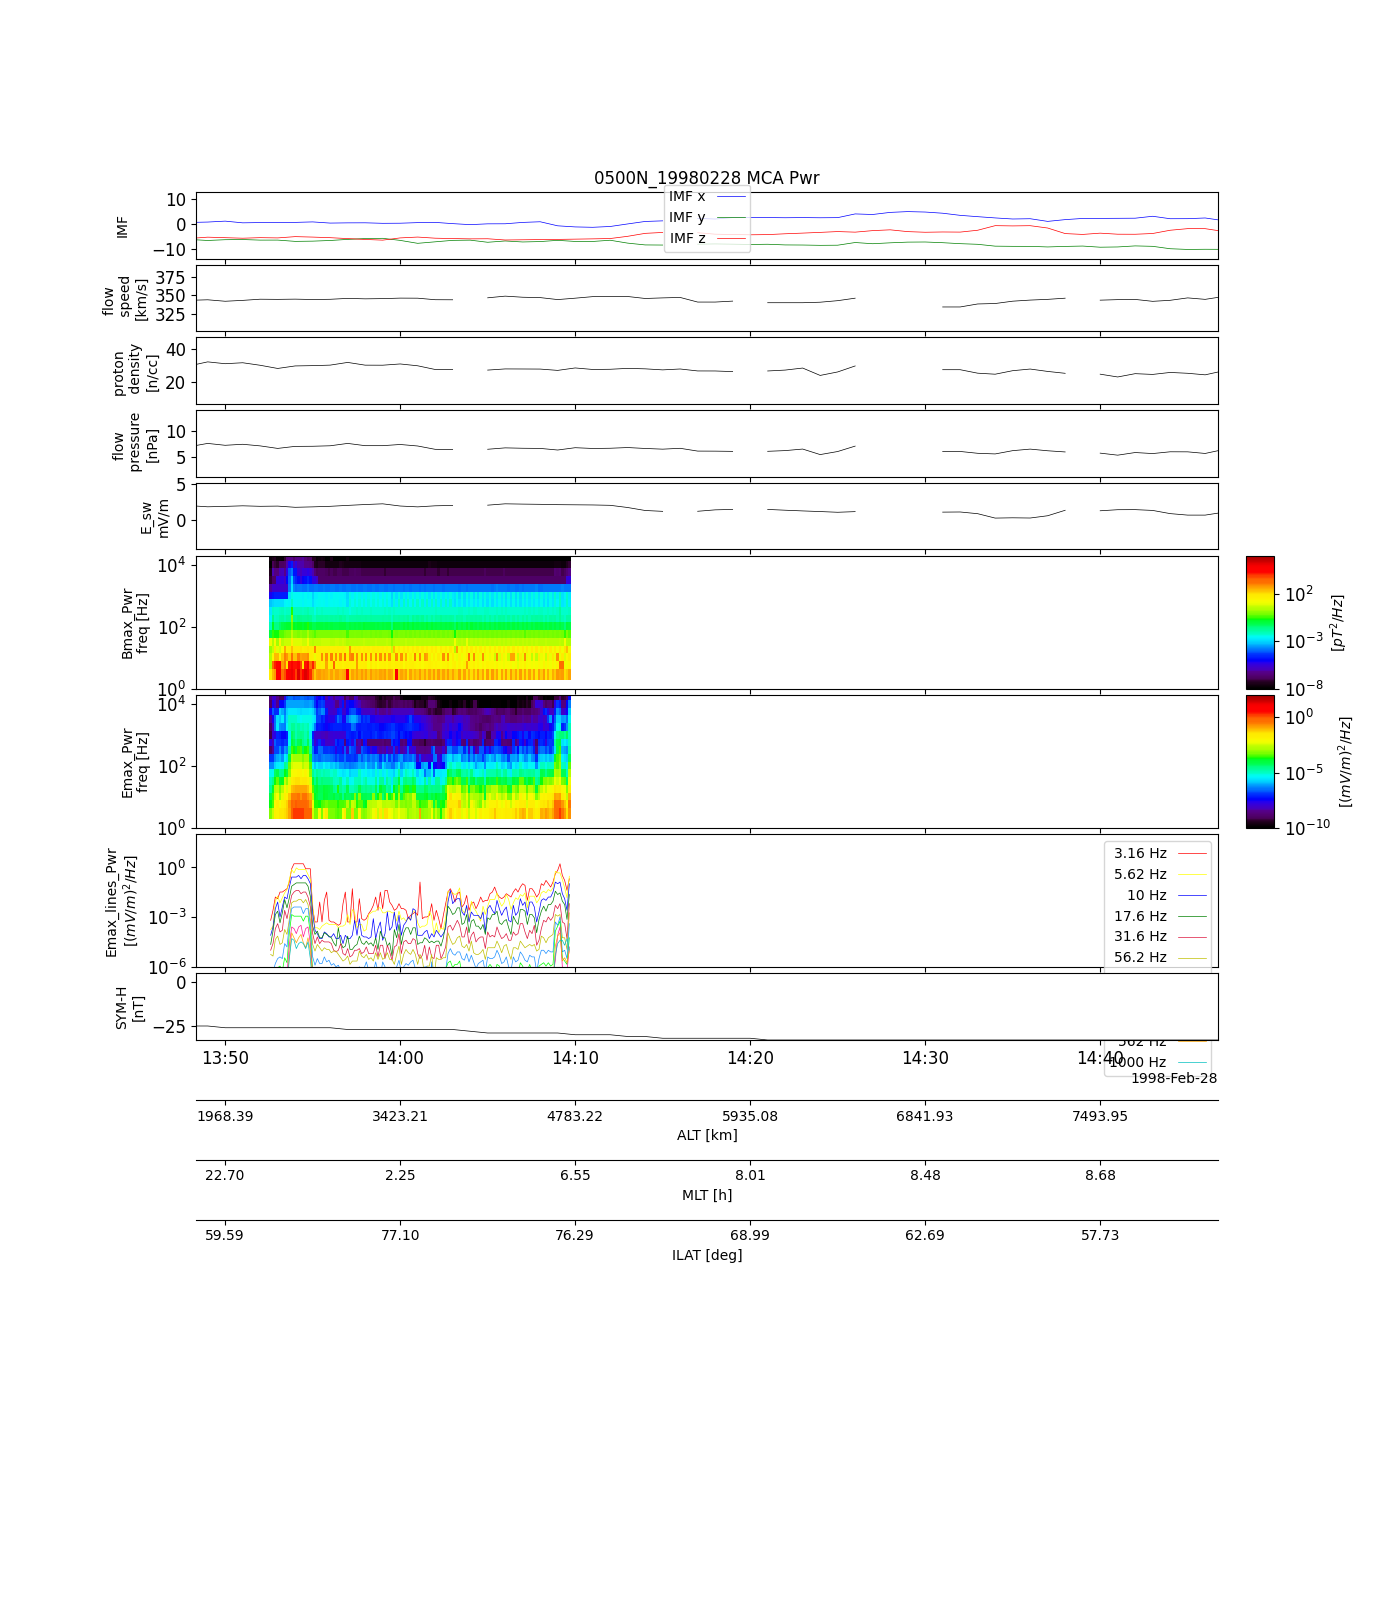 0500N_19980228 MCA Pwr
IMF
10
0
−10
IMF x
IMF y
IMF z
flow
speed
[km/s]
375
350
325
proton
density
[n/cc]
40
20
flow
pressure
[nPa]
10
5
E_sw
mV/m
5
0
Bmax_Pwr
freq [Hz]
10^4
10^2
10^0
10^2
10^−3
10^−8
[pT^2/Hz]
Emax_Pwr
freq [Hz]
10^4
10^2
10^0
10^0
10^−5
10^−10
[(mV/m)^2/Hz]
Emax_lines_Pwr
[(mV/m)^2/Hz]
10^0
10^−3
10^−6
3.16 Hz
5.62 Hz
10 Hz
17.6 Hz
31.6 Hz
56.2 Hz
562 Hz
1000 Hz
SYM-H
[nT]
0
−25
13:50 14:00 14:10 14:20 14:30 14:40
1998-Feb-28
1968.39 3423.21 4783.22 5935.08 6841.93 7493.95
ALT [km]
22.70 2.25 6.55 8.01 8.48 8.68
MLT [h]
59.59 77.10 76.29 68.99 62.69 57.73
ILAT [deg]